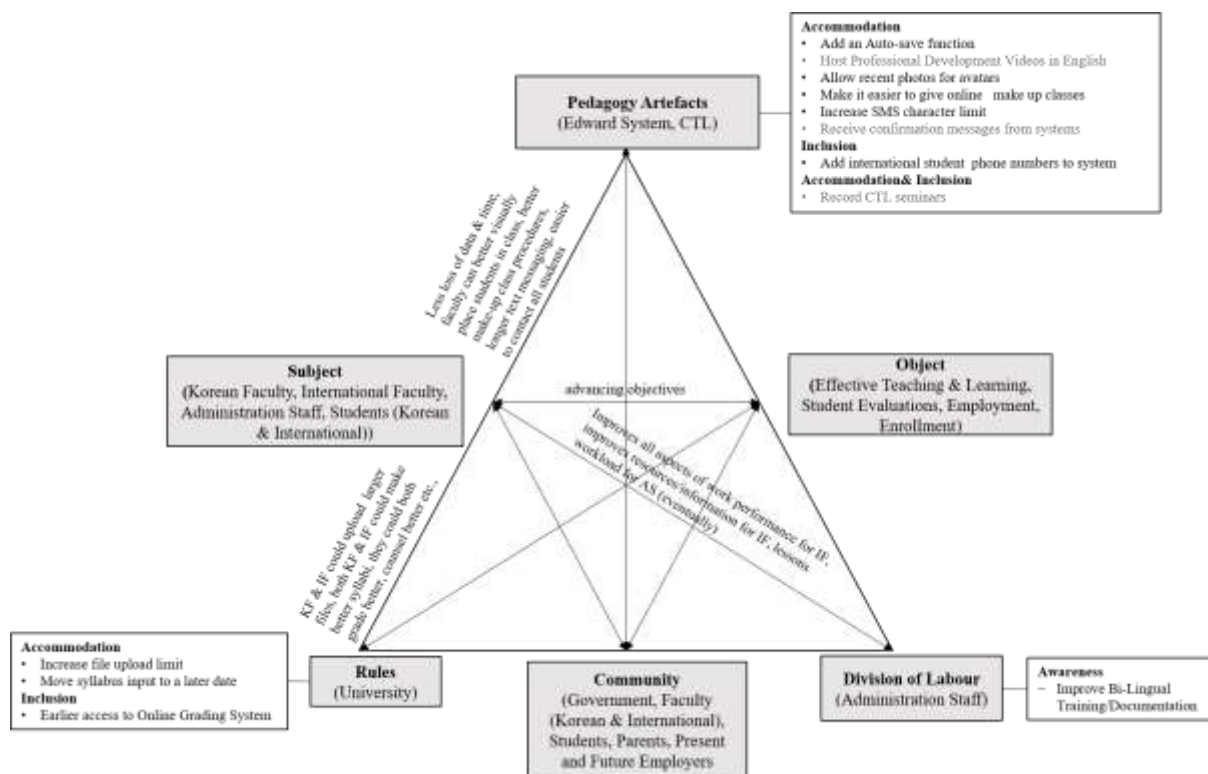 Accommodation
• Add an Auto-save function
• Host Professional Development Videos in English
• Allow recent photos for avatars
• Make it easier to give online make up classes
• Increase SMS character limit
• Receive confirmation messages from systems
Inclusion
• Add international student phone numbers to system
Accommodation& Inclusion
• Record CTL seminars
Pedagogy Artefacts
(Edward System, CTL)
Less loss of data & time,
faculty can better visually
place students in class, better
make-up class procedures,
longer text messaging, easier
to contact all students
Subject
(Korean Faculty, International Faculty,
Administration Staff, Students (Korean
& International))
advancing objectives
Object
(Effective Teaching & Learning,
Student Evaluations, Employment,
Enrollment)
Improves all aspects of work performance for IF,
improves resources/information for IF, lessons
workload for AS (eventually)
KF & IF could upload larger
files, both KF & IF could make
better syllabi, they could both
grade better, counsel better etc.,
Accommodation
• Increase file upload limit
• Move syllabus input to a later date
Inclusion
• Earlier access to Online Grading System
Rules
(University)
Community
(Government, Faculty
(Korean & International),
Students, Parents, Present
and Future Employers
Division of Labour
(Administration Staff)
Awareness
– Improve Bi-Lingual
Training/Documentation